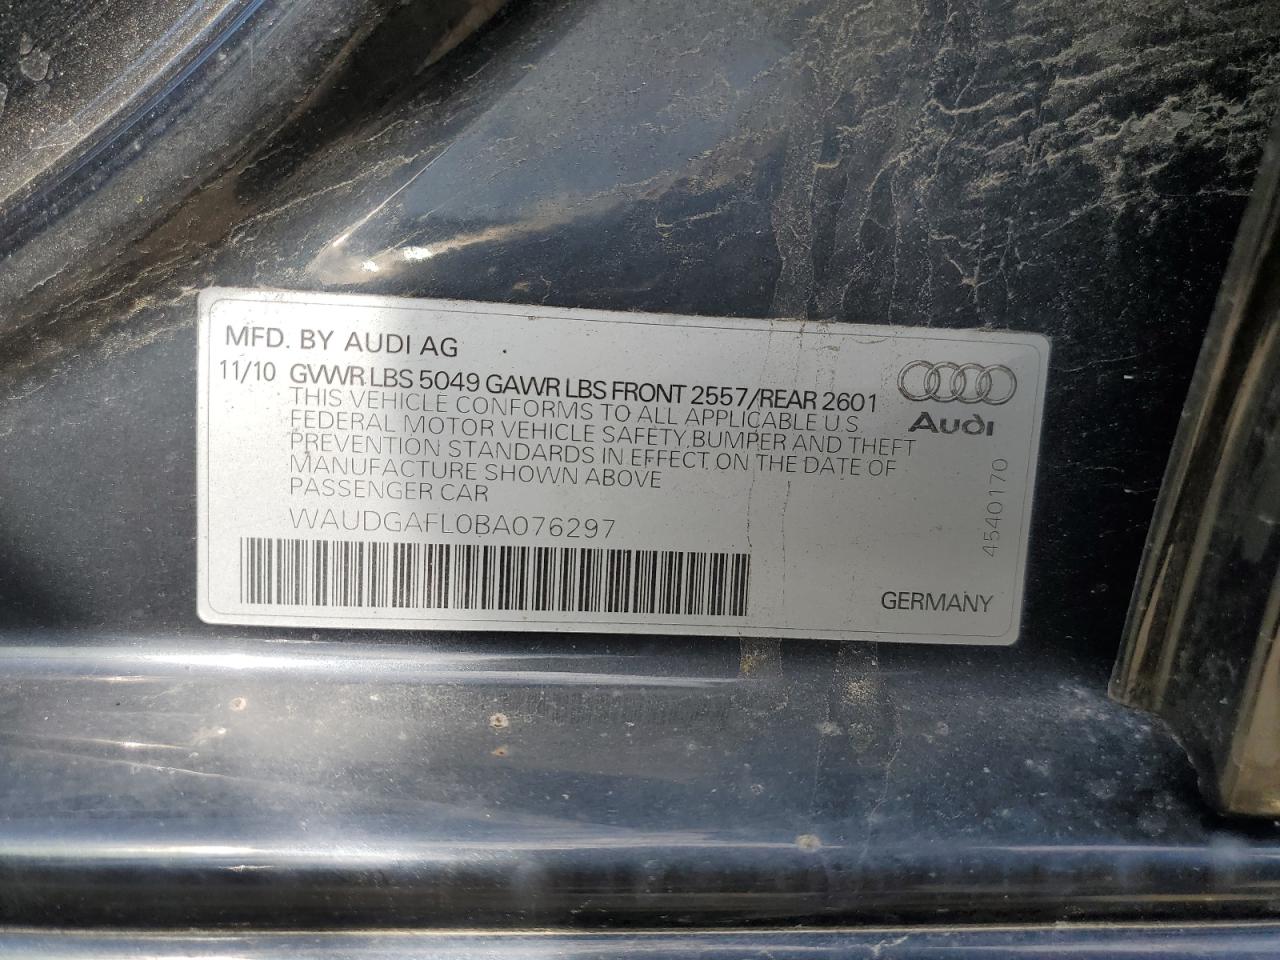 MFD. BY AUDI AG
11/10 GVWR LBS 5049 GAWR LBS FRONT 2557/REAR 2601
THIS VEHICLE CONFORMS TO ALL APPLICABLE U.S
FEDERAL MOTOR VEHICLE SAFETY, BUMPER AND THEFT
PREVENTION STANDARDS IN EFFECT ON THE DATE OF
MANUFACTURE SHOWN ABOVE
PASSENGER CAR
WAUDGAFL0BA076297
Audi
4540170
GERMANY